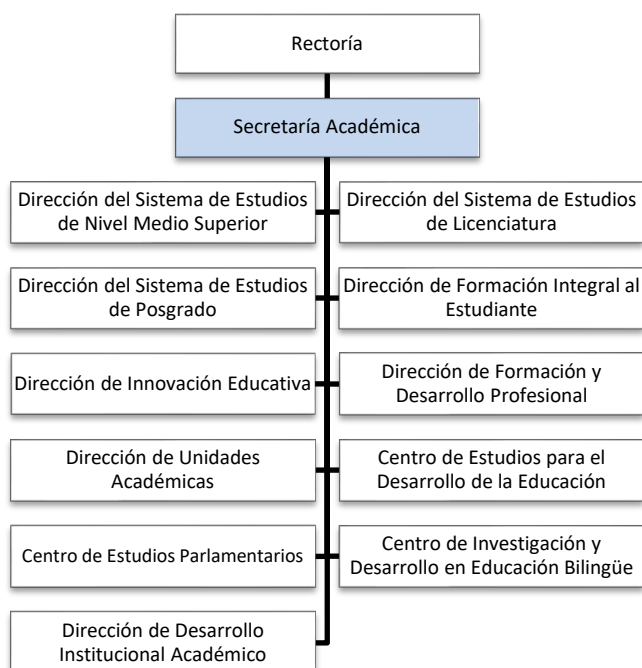 Rectoría
Secretaría Académica
Dirección del Sistema de Estudios
de Nivel Medio Superior
Dirección del Sistema de Estudios
de Licenciatura
Dirección del Sistema de Estudios
de Posgrado
Dirección de Formación Integral al
Estudiante
Dirección de Innovación Educativa
Dirección de Formación y
Desarrollo Profesional
Dirección de Unidades
Académicas
Centro de Estudios para el
Desarrollo de la Educación
Centro de Estudios Parlamentarios
Centro de Investigación y
Desarrollo en Educación Bilingüe
Dirección de Desarrollo
Institucional Académico